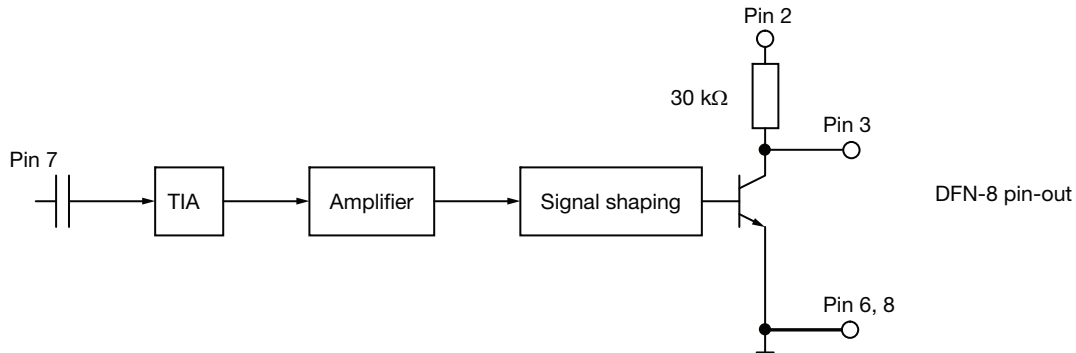 Pin 2
30 kΩ
Pin 3
Pin 7
TIA
Amplifier
Signal shaping
DFN-8 pin-out
Pin 6, 8